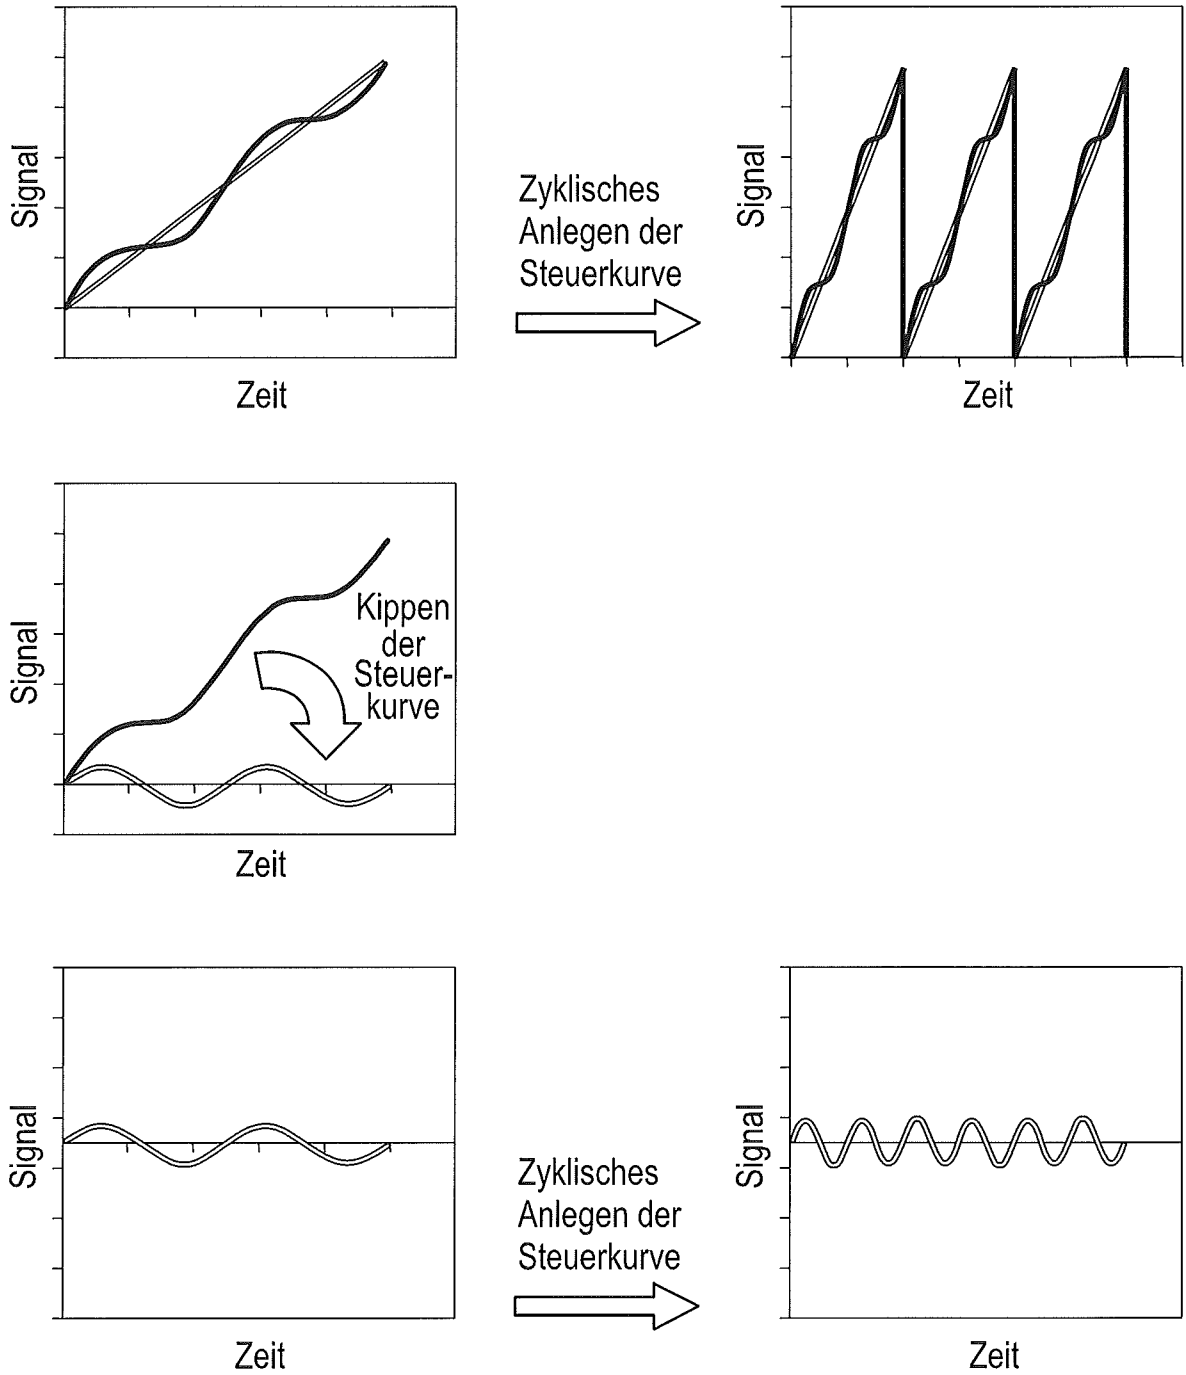 Signal
Zeit
Zyklisches
Anlegen der
Steuerkurve
Signal
Zeit
Signal
Kippen
der
Steuer-
kurve
Zeit
Signal
Zeit
Zyklisches
Anlegen der
Steuerkurve
Signal
Zeit